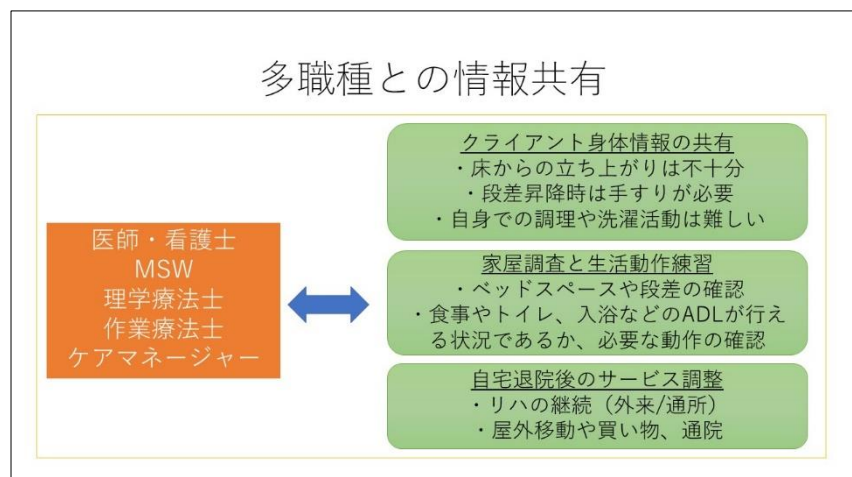 多職種との情報共有
医師・看護士
MSW
理学療法士
作業療法士
ケアマネージャー
クライアント身体情報の共有
・床からの立ち上がりは不十分
・段差昇降時は手すりが必要
・自身での調理や洗濯活動は難しい
家屋調査と生活動作練習
・ベッドスペースや段差の確認
・食事やトイレ、入浴などのADLが行え
る状況であるか、必要な動作の確認
自宅退院後のサービス調整
・リハの継続（外来/通所）
・屋外移動や買い物、通院